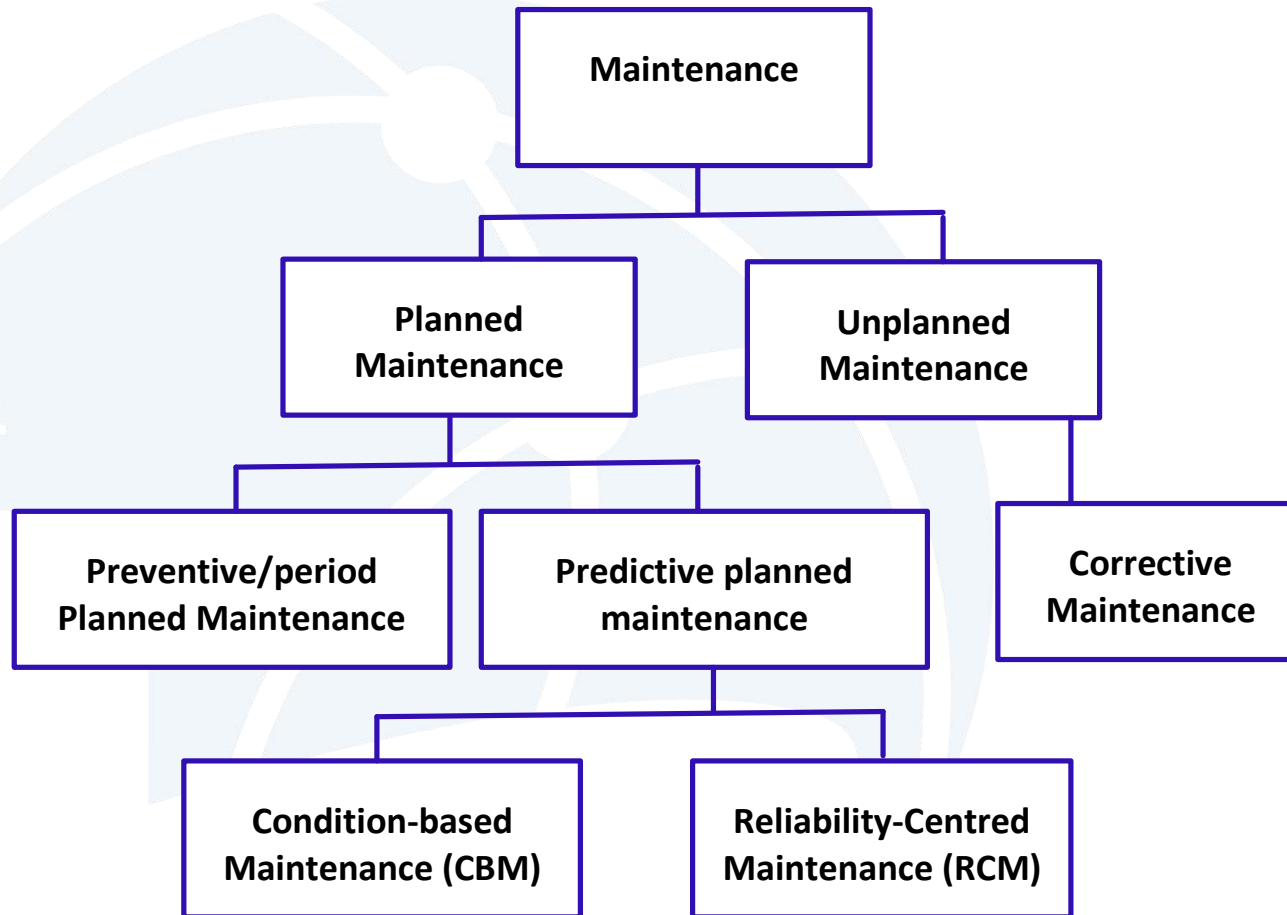 Maintenance
Planned
Maintenance
Unplanned
Maintenance
Preventive/period
Planned Maintenance
Predictive planned
maintenance
Corrective
Maintenance
Condition-based
Maintenance (CBM)
Reliability-Centred
Maintenance (RCM)